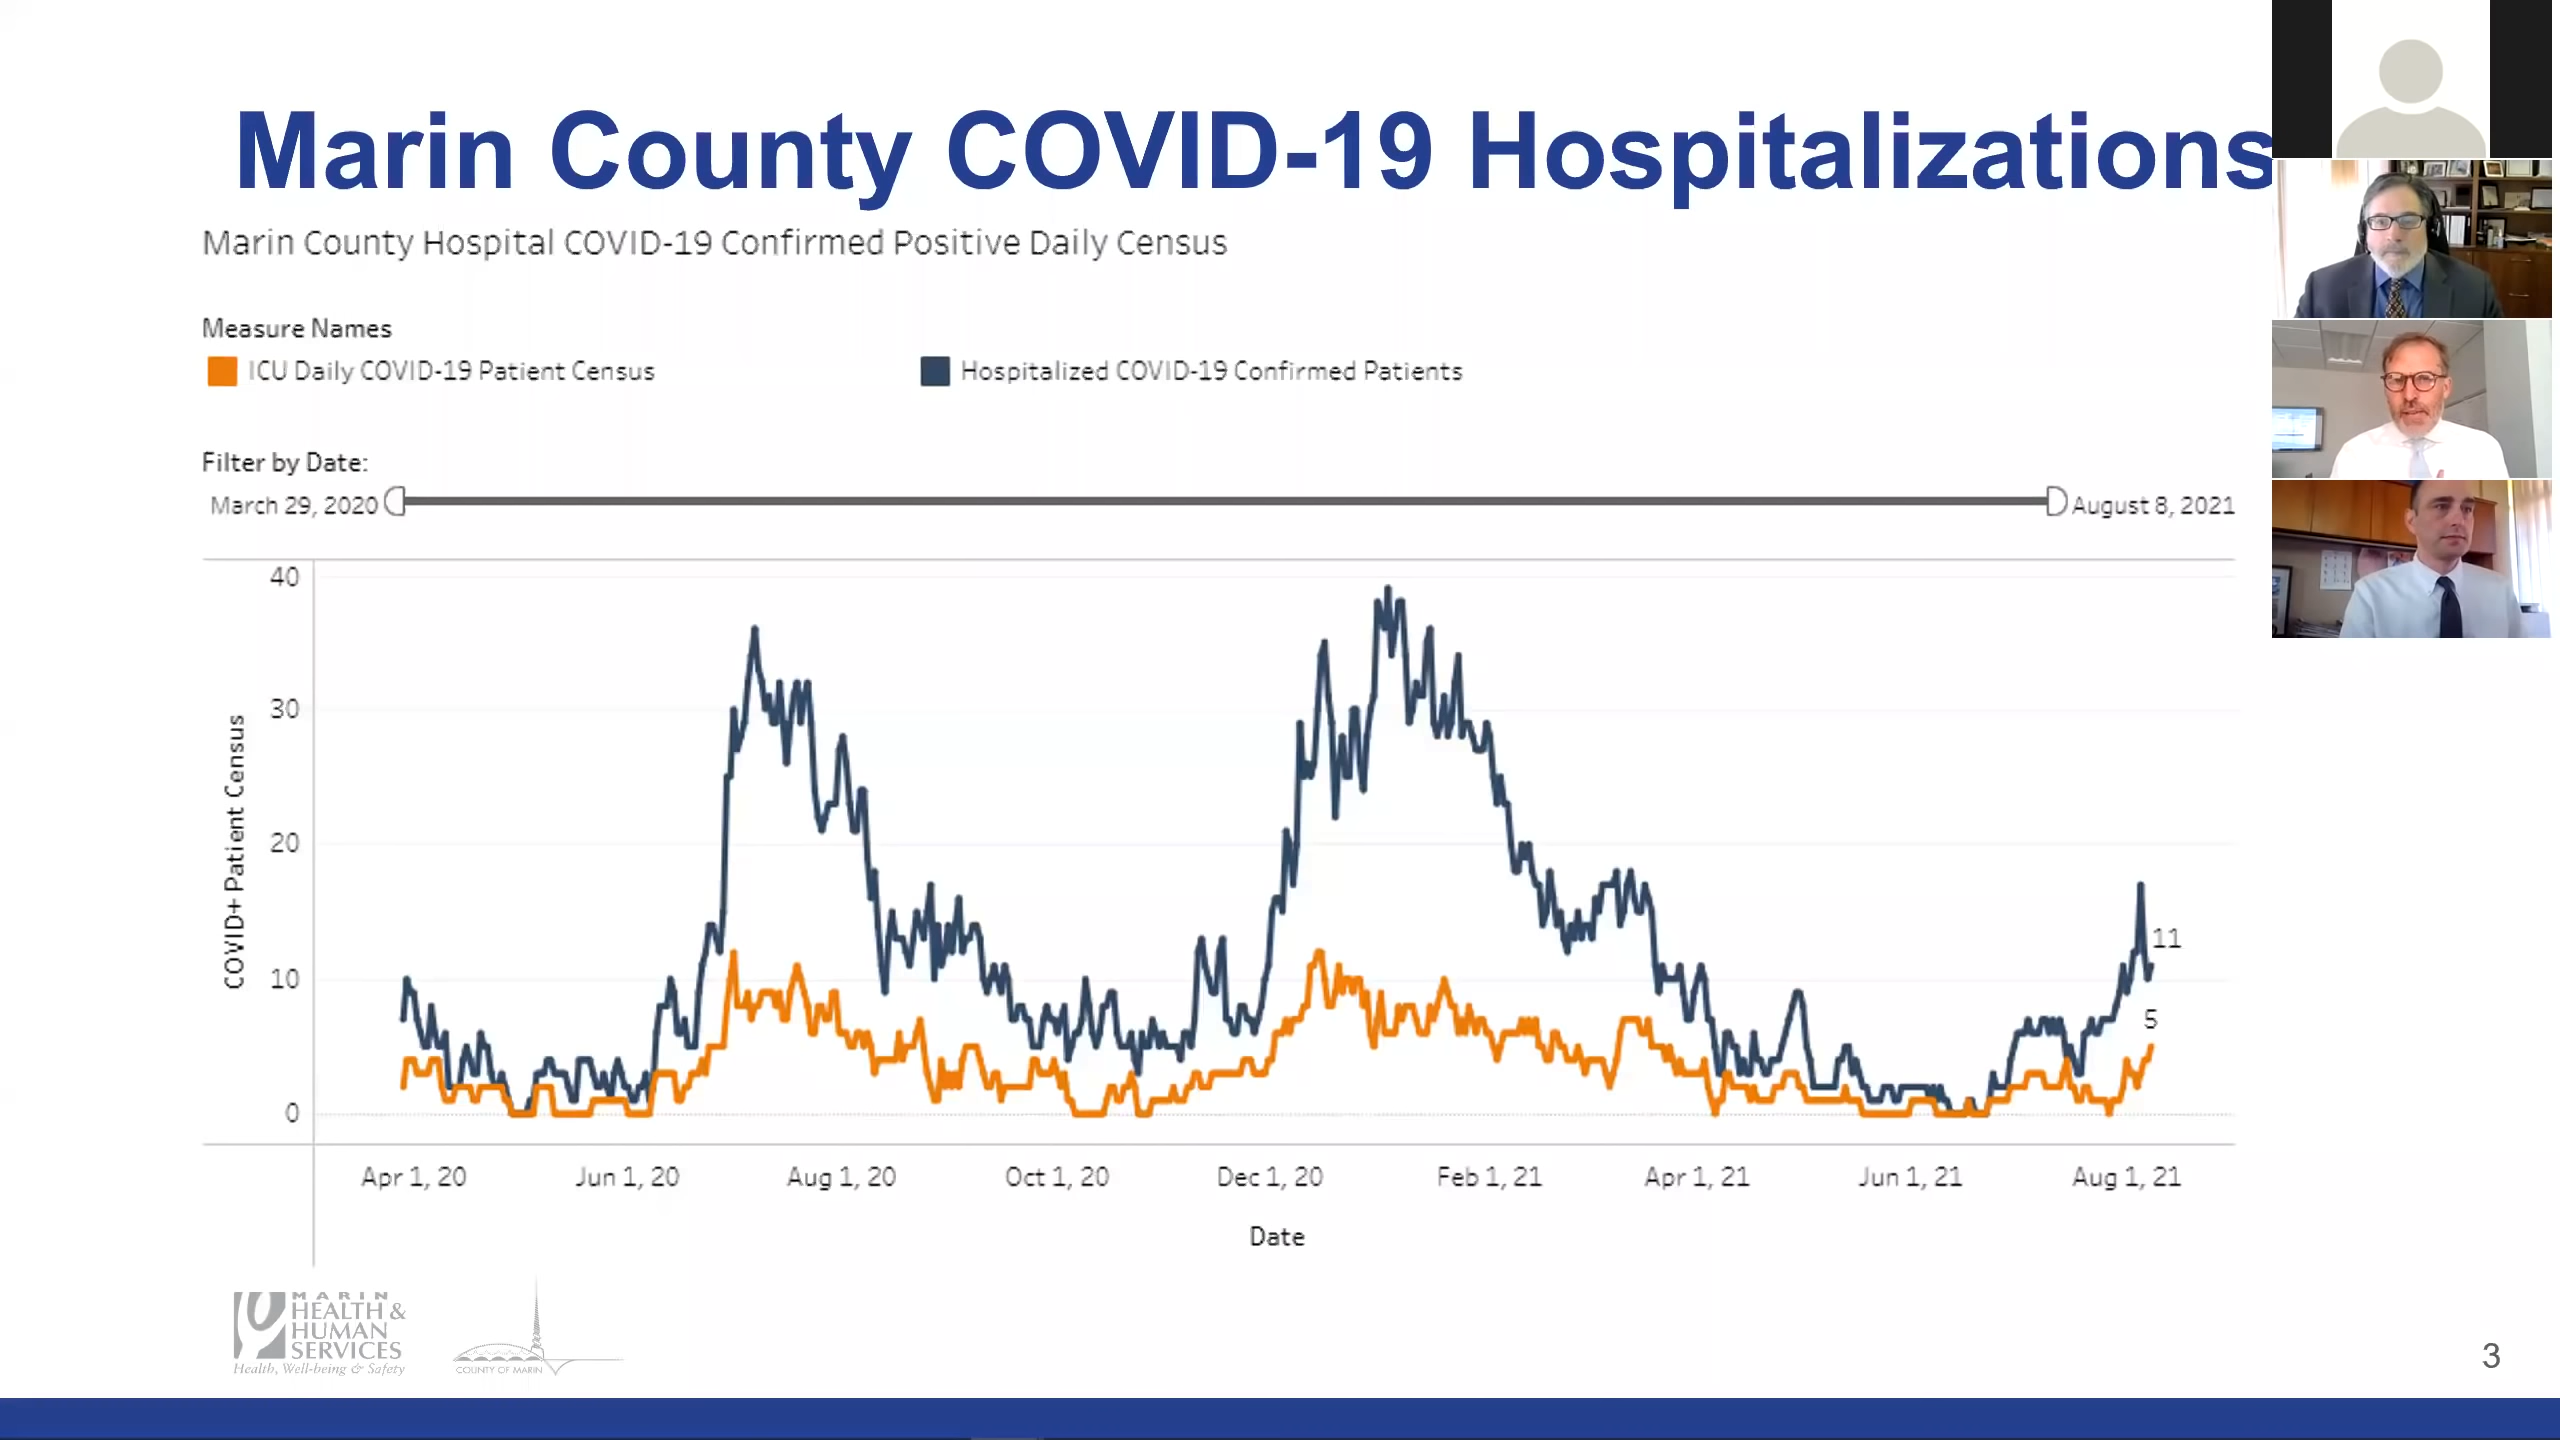 Marin County COVID-19 Hospitalizations
Marin County Hospital COVID-19 Confirmed Positive Daily Census
Measure Names
ICU Daily COVID-19 Patient Census
Hospitalized COVID-19 Confirmed Patients
Filter by Date:
March 29, 2020
August 8, 2021
COVID+ Patient Census
40
30
20
10
0
11
5
Apr 1, 20
Jun 1, 20
Aug 1, 20
Oct 1, 20
Dec 1, 20
Feb 1, 21
Apr 1, 21
Jun 1, 21
Aug 1, 21
Date
MARIN
HEALTH &
HUMAN
SERVICES
Health, Well-being & Safety
COUNTY OF MARIN
3